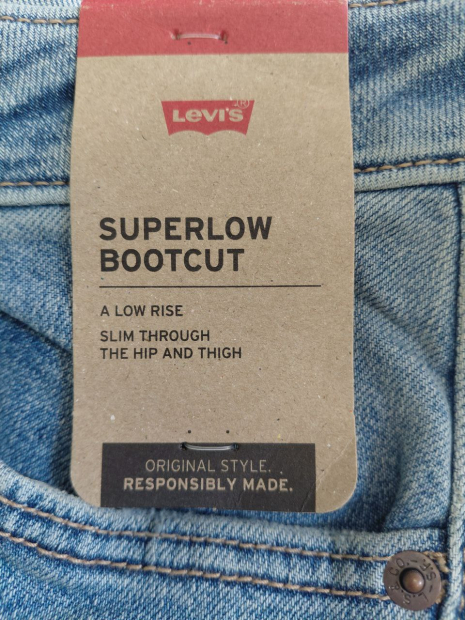 LEVI'S
SUPERLOW
BOOTCUT
A LOW RISE
SLIM THROUGH
THE HIP AND THIGH
ORIGINAL STYLE.
RESPONSIBLY MADE.